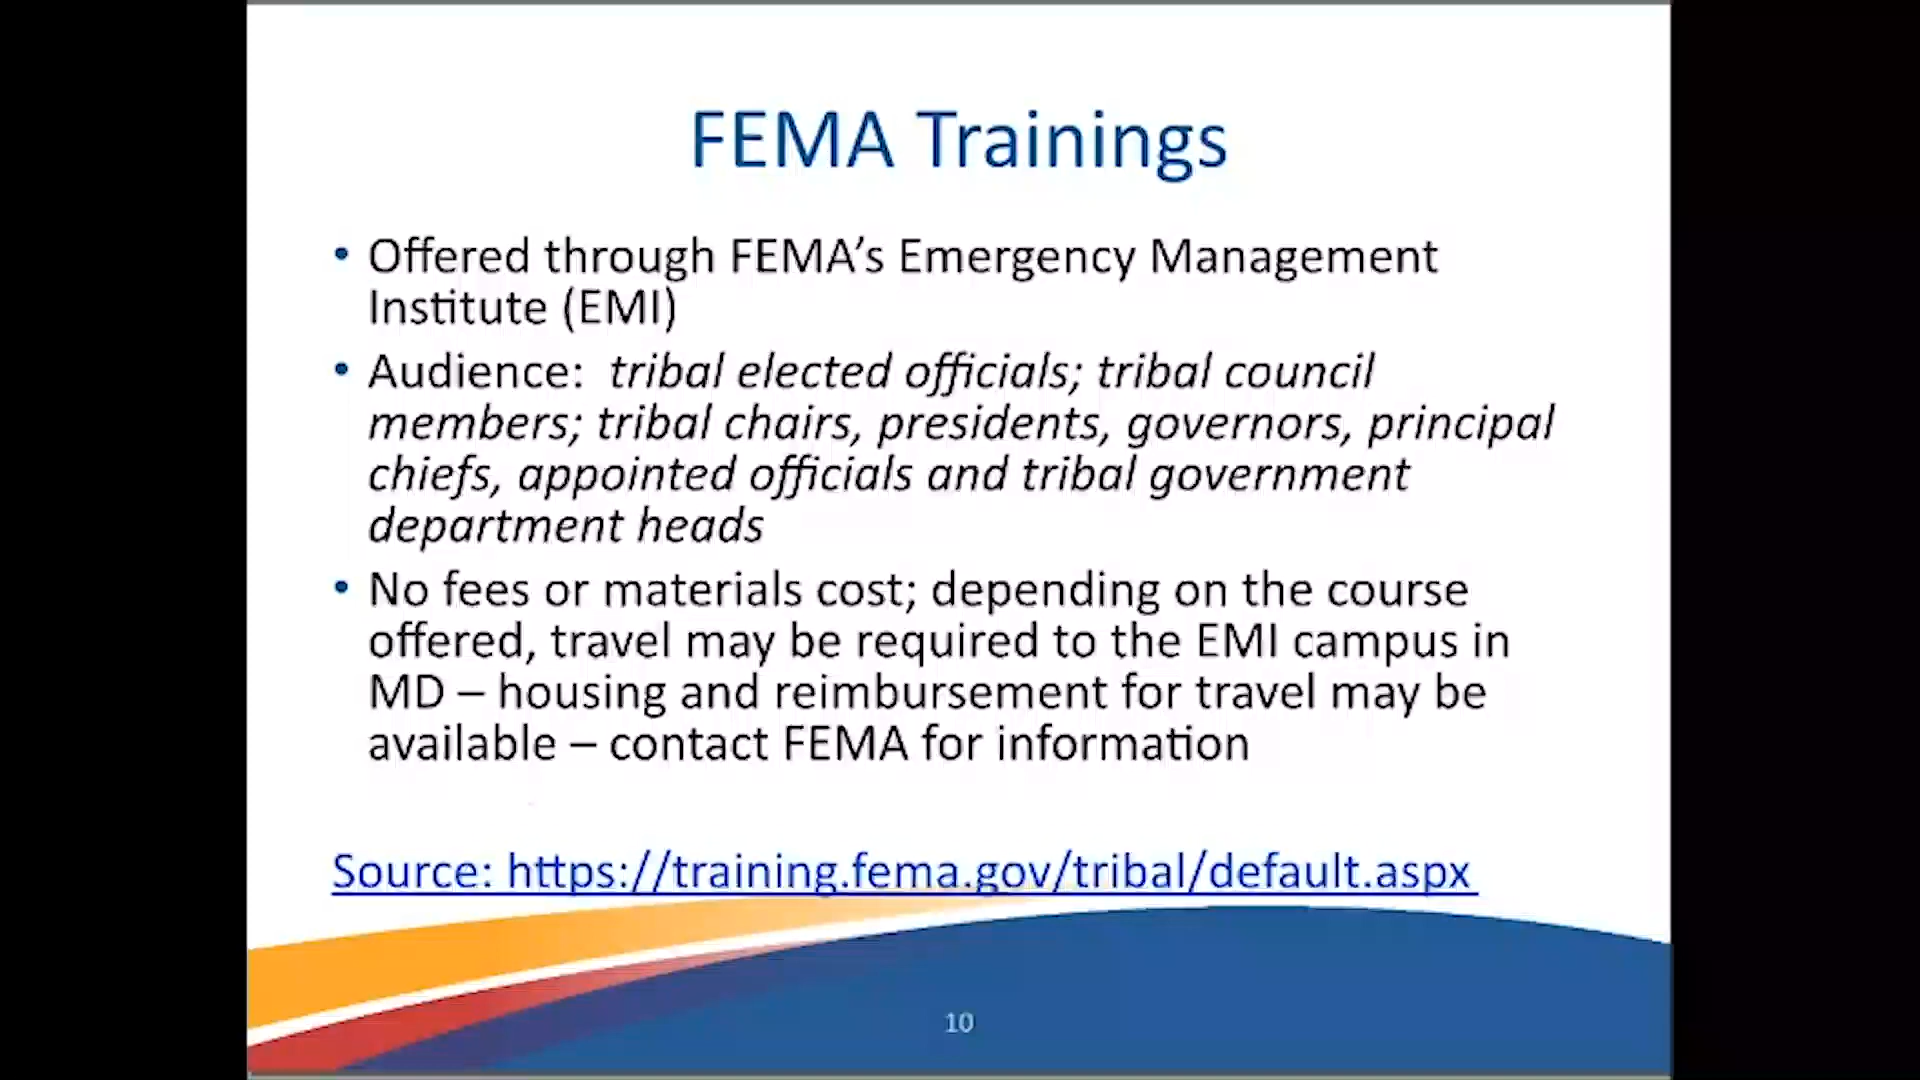 FEMA Trainings
• Offered through FEMA’s Emergency Management
Institute (EMI)
• Audience: tribal elected officials; tribal council
members; tribal chairs, presidents, governors, principal
chiefs, appointed officials and tribal government
department heads
• No fees or materials cost; depending on the course
offered, travel may be required to the EMI campus in
MD – housing and reimbursement for travel may be
available – contact FEMA for information
Source: https://training.fema.gov/tribal/default.aspx
10